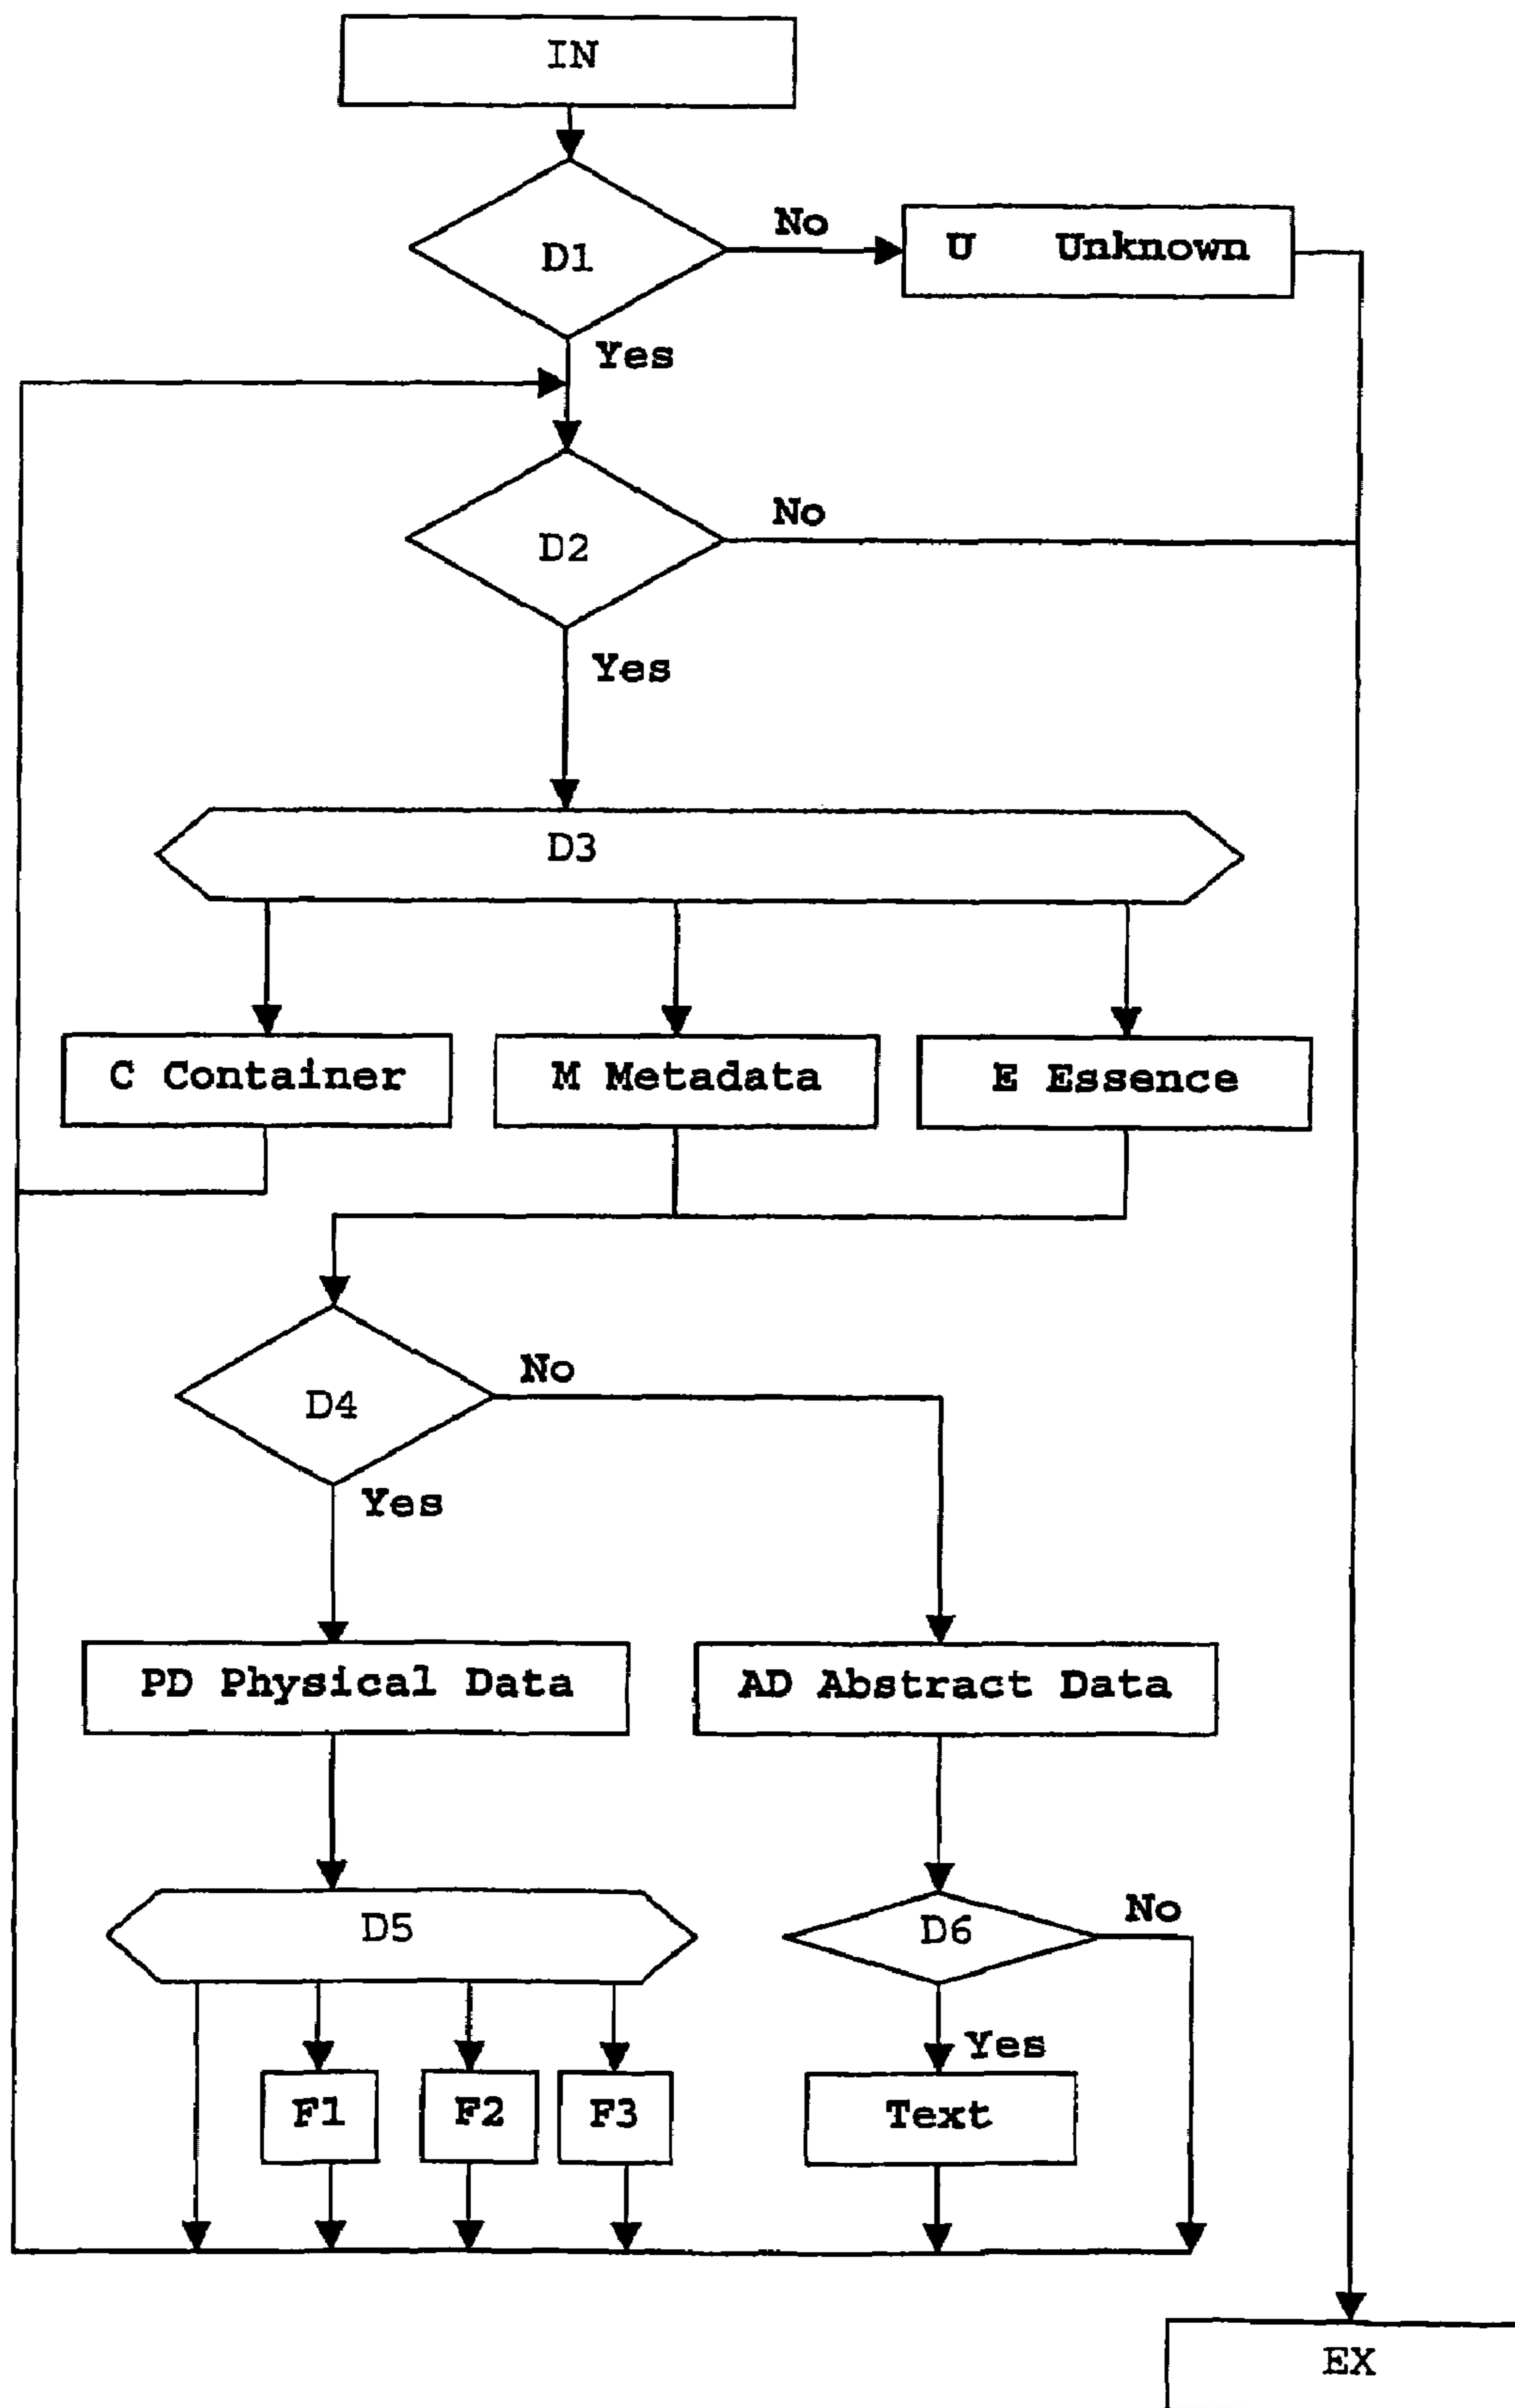 IN
D1
No
U Unknown
Yes
D2
No
Yes
D3
C Container
M Metadata
E Essence
D4
No
Yes
PD Physical Data
AD Abstract Data
D5
D6
No
Yes
F1
F2
F3
Text
EX